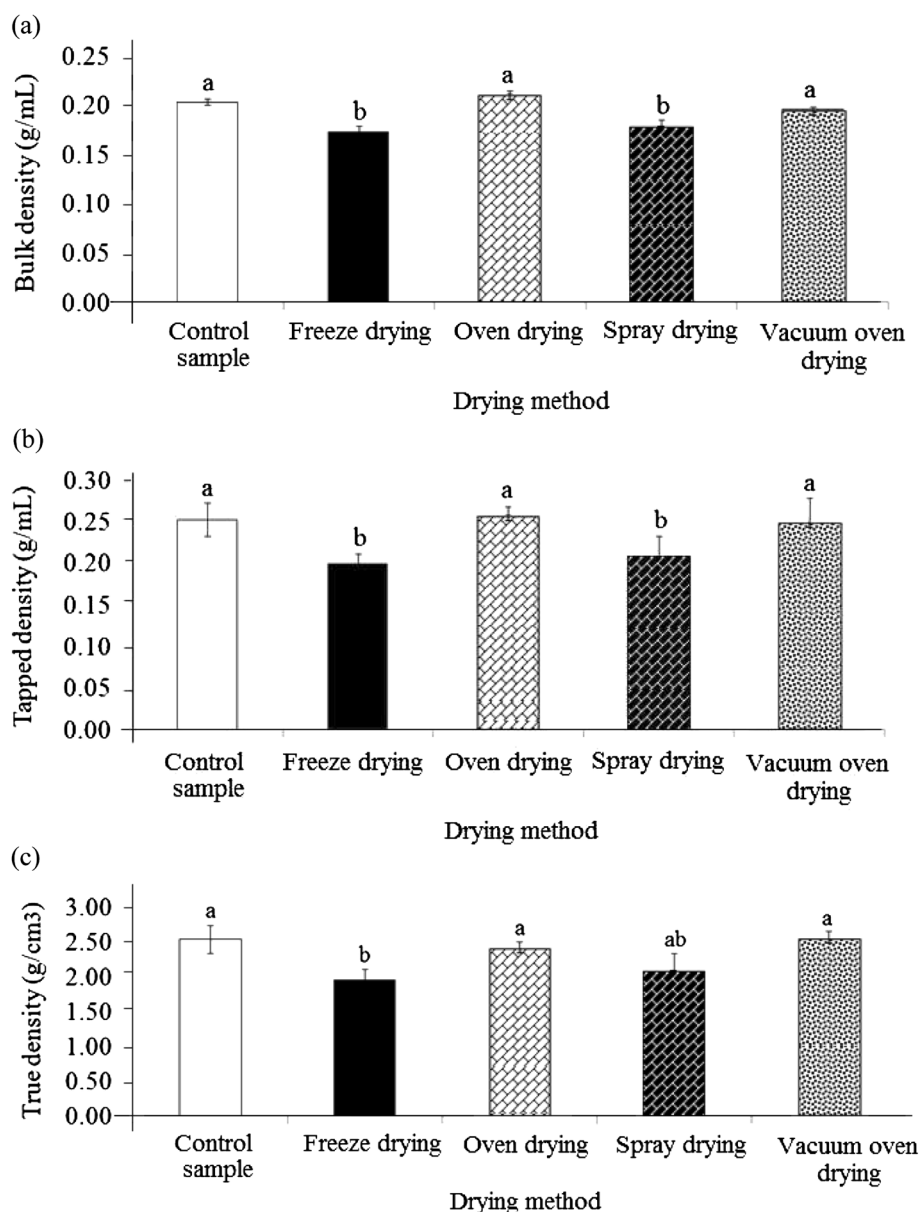 (a)
Bulk density (g/mL)
0.25
0.20
0.15
0.10
0.05
0.00
a
b
a
b
a
Control
sample
Freeze drying
Oven drying
Spray drying
Vacuum oven
drying
Drying method
(b)
Tapped density (g/mL)
0.30
0.25
0.20
0.15
0.10
0.05
0.00
a
b
a
b
a
Control
sample
Freeze drying
Oven drying
Spray drying
Vacuum oven
drying
Drying method
(c)
True density (g/cm3)
3.00
2.50
2.00
1.50
1.00
0.50
0.00
a
b
a
ab
a
Control
sample
Freeze drying
Oven drying
Spray drying
Vacuum oven
drying
Drying method